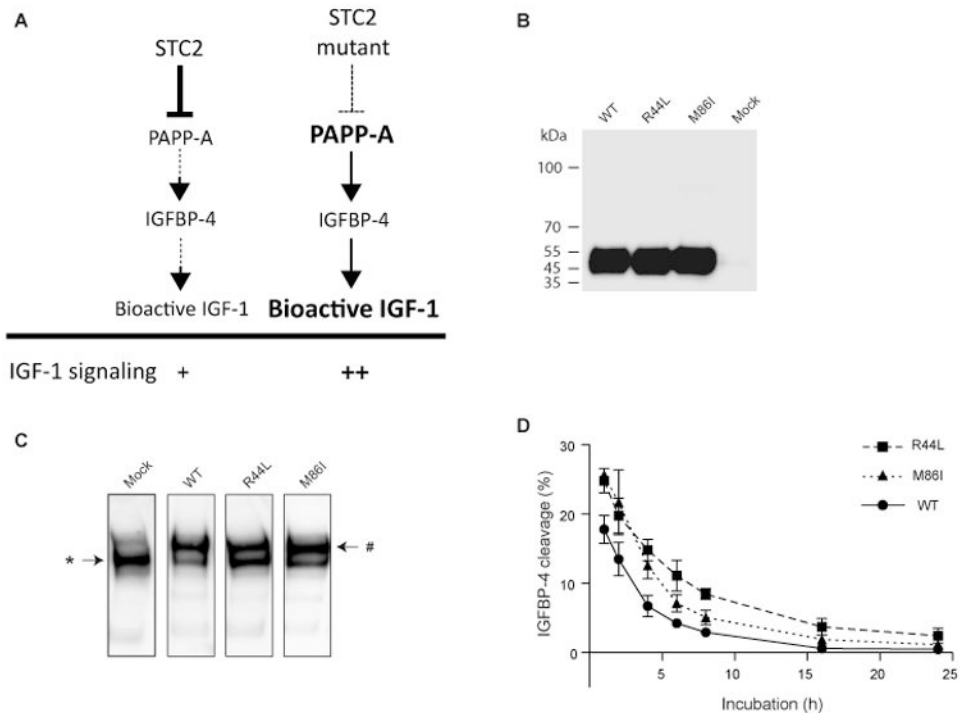 A
STC2
STC2
mutant
PAPP-A
PAPP-A
IGFBP-4
IGFBP-4
Bioactive IGF-1
Bioactive IGF-1
IGF-1 signaling + ++
B
WT R44L M86I Mock
kDa
100
70
55
45
35
C
Mock WT R44L M86I
*
#
D
R44L
M86I
WT
IGFBP-4 cleavage (%)
30
20
10
0
5 10 15 20 25
Incubation (h)